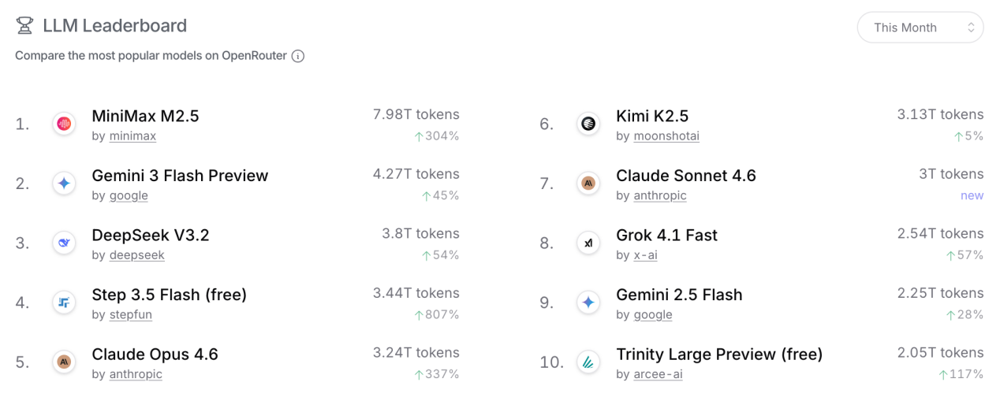 LLM Leaderboard
This Month
Compare the most popular models on OpenRouter
1.
MiniMax M2.5
by minimax
7.98T tokens
↑304%
2.
Gemini 3 Flash Preview
by google
4.27T tokens
↑45%
3.
DeepSeek V3.2
by deepseek
3.8T tokens
↑54%
4.
Step 3.5 Flash (free)
by stepfun
3.44T tokens
↑807%
5.
Claude Opus 4.6
by anthropic
3.24T tokens
↑337%
6.
Kimi K2.5
by moonshotai
3.13T tokens
↑5%
7.
Claude Sonnet 4.6
by anthropic
3T tokens
new
8.
Grok 4.1 Fast
by x-ai
2.54T tokens
↑57%
9.
Gemini 2.5 Flash
by google
2.25T tokens
↑28%
10.
Trinity Large Preview (free)
by arcee-ai
2.05T tokens
↑117%